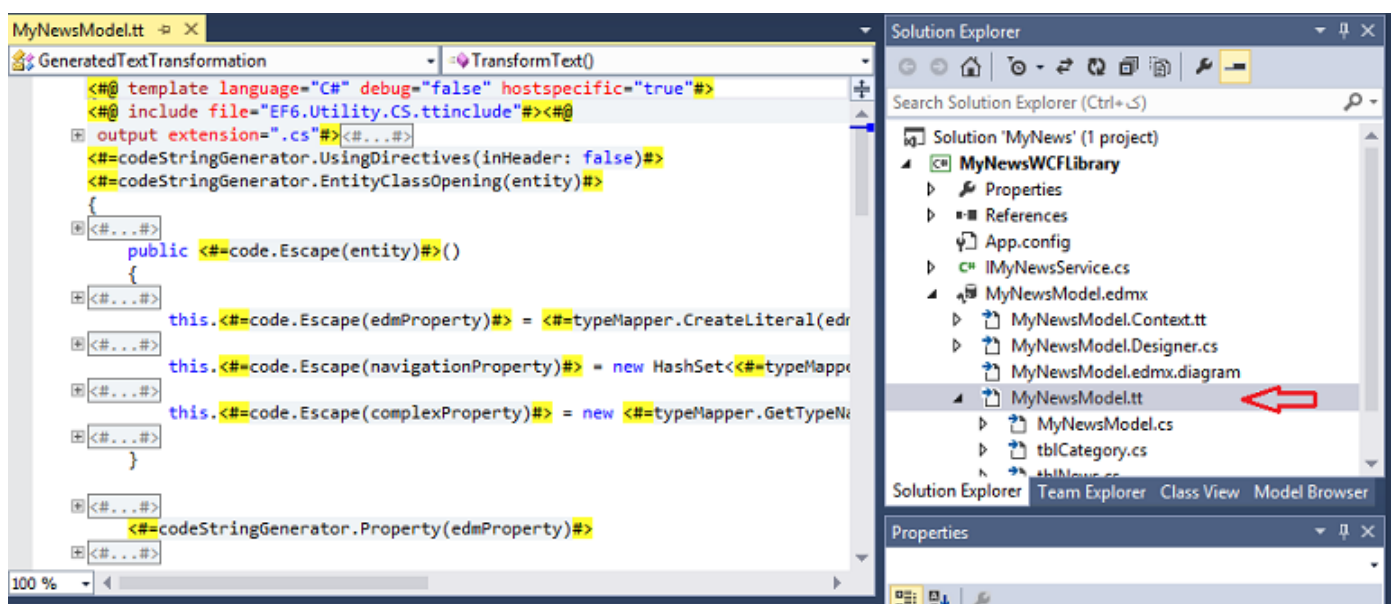 MyNewsModel.tt
GeneratedTextTransformation
TransformText()
<#@ template language="C#" debug="false" hostspecific="true"#>
<#@ include file="EF6.Utility.CS.ttinclude"#><#@
output extension=".cs"#><#...#>
<#=codeStringGenerator.UsingDirectives(inHeader: false)#>
<#=codeStringGenerator.EntityClassOpening(entity)#>
{
<#...#>
public <#=code.Escape(entity)#>()
{
<#...#>
this.<#=code.Escape(edmProperty)#> = <#=typeMapper.CreateLiteral(edm
<#...#>
this.<#=code.Escape(navigationProperty)#> = new HashSet<<#=typeMappe
<#...#>
this.<#=code.Escape(complexProperty)#> = new <#=typeMapper.GetTypeNa
<#...#>
}
<#...#>
<#=codeStringGenerator.Property(edmProperty)#>
<#...#>
100 %
Solution Explorer
Search Solution Explorer (Ctrl+ک)
Solution 'MyNews' (1 project)
MyNewsWCFLibrary
Properties
References
App.config
IMyNewsService.cs
MyNewsModel.edmx
MyNewsModel.Context.tt
MyNewsModel.Designer.cs
MyNewsModel.edmx.diagram
MyNewsModel.tt
MyNewsModel.cs
tblCategory.cs
tblNews.cs
Solution Explorer Team Explorer Class View Model Browser
Properties